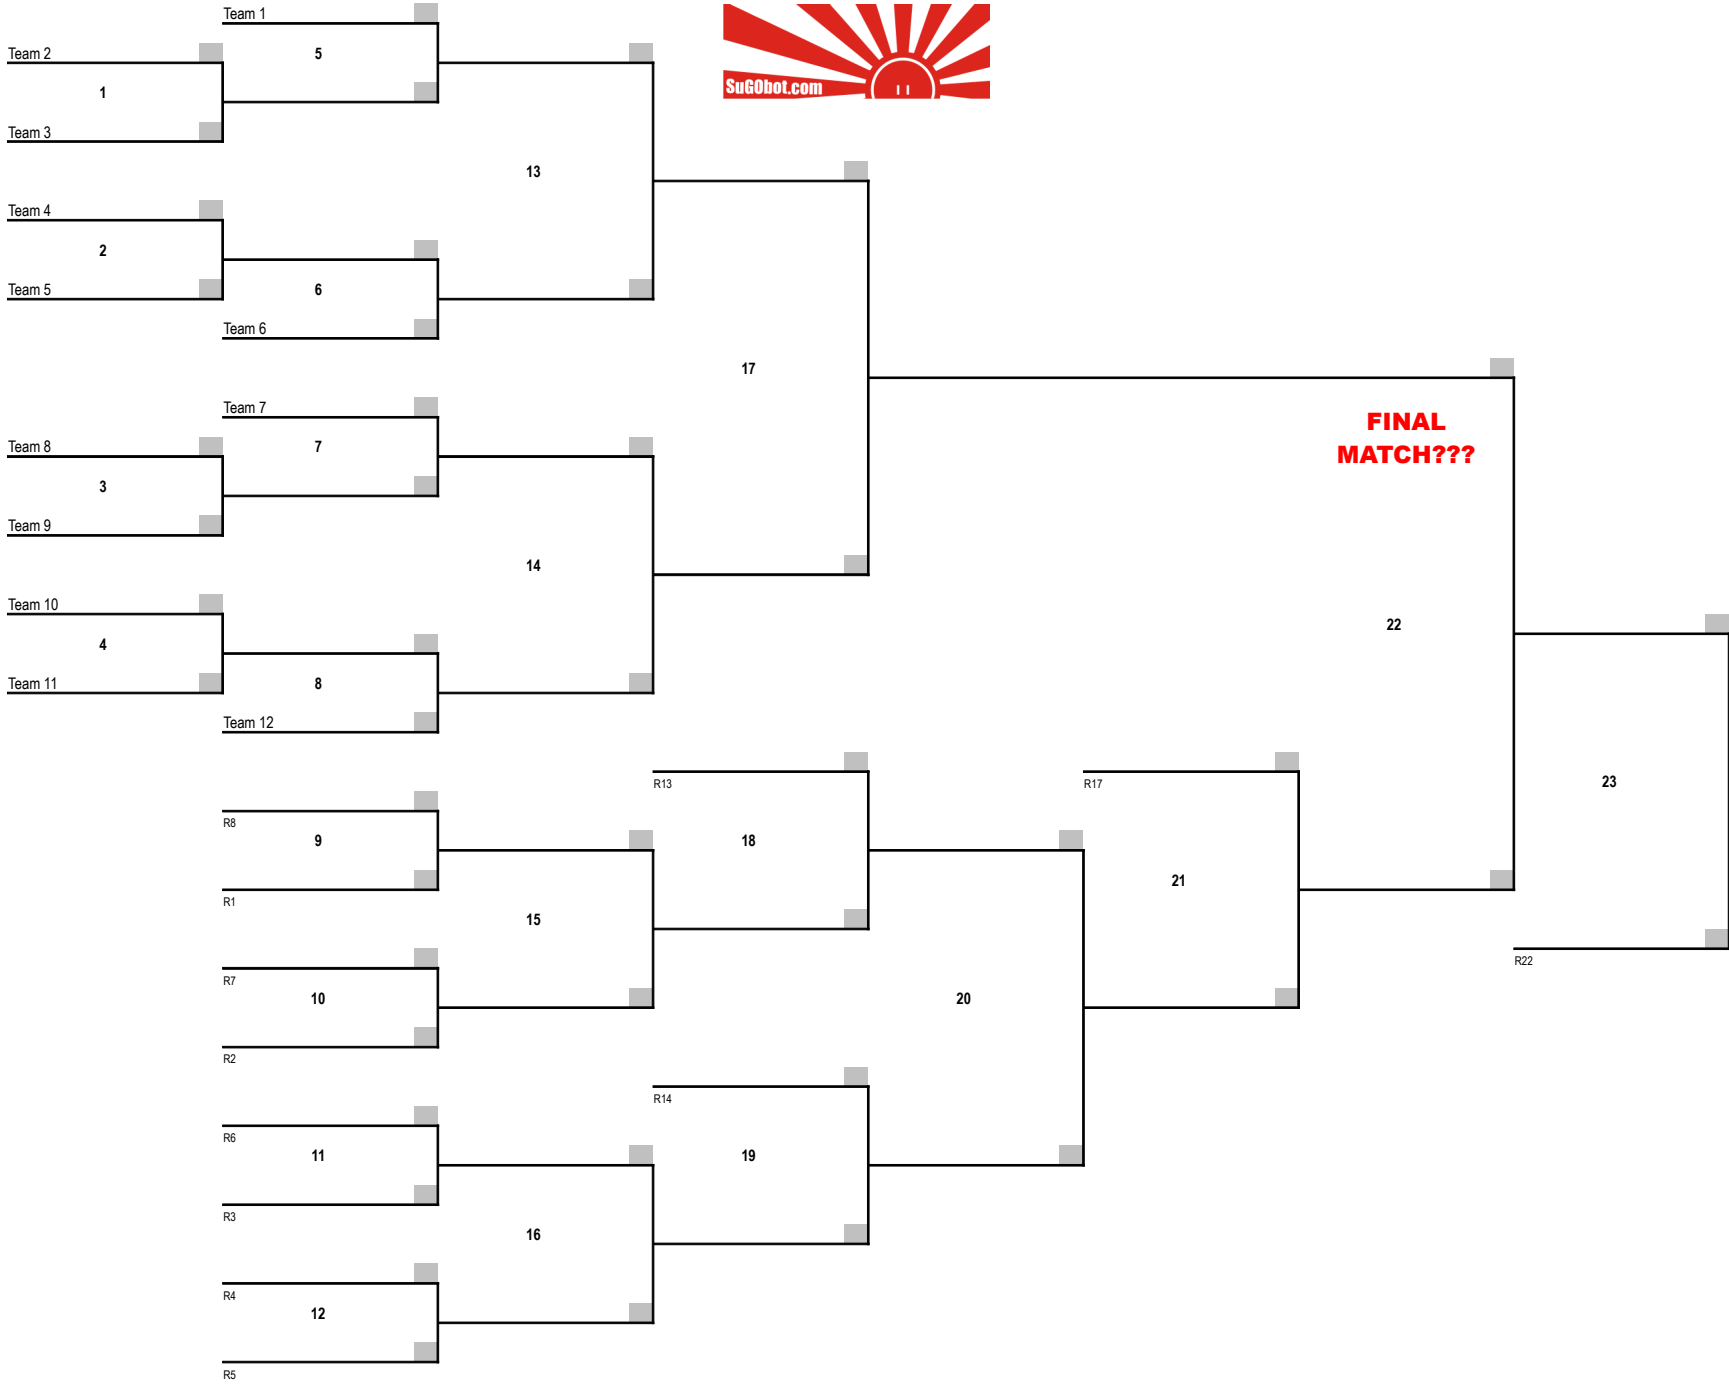 Team 1
SuGObot.com
Team 2
5
1
Team 3
13
Team 4
2
Team 5
6
Team 6
17
Team 7
FINAL
MATCH???
Team 8
7
3
Team 9
14
Team 10
22
4
Team 11
8
Team 12
R13
R17
23
R8
9
18
21
R1
15
R22
R7
10
20
R2
R14
R6
11
19
R3
16
R4
12
R5